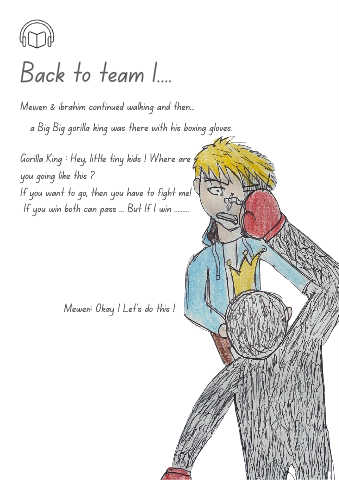 Back to team 1....
Mewen & ibrahim continued walking and then...
a Big Big gorilla king was there with his boxing gloves.
Gorilla King : Hey, little tiny kids ! Where are
you going like this ?
If you want to go, then you have to fight me!
If you win both can pass ... But If I win .........
Mewen: Okay ! Let's do this !